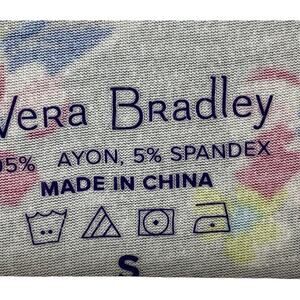 Vera Bradley
95% AYON, 5% SPANDEX
MADE IN CHINA
S